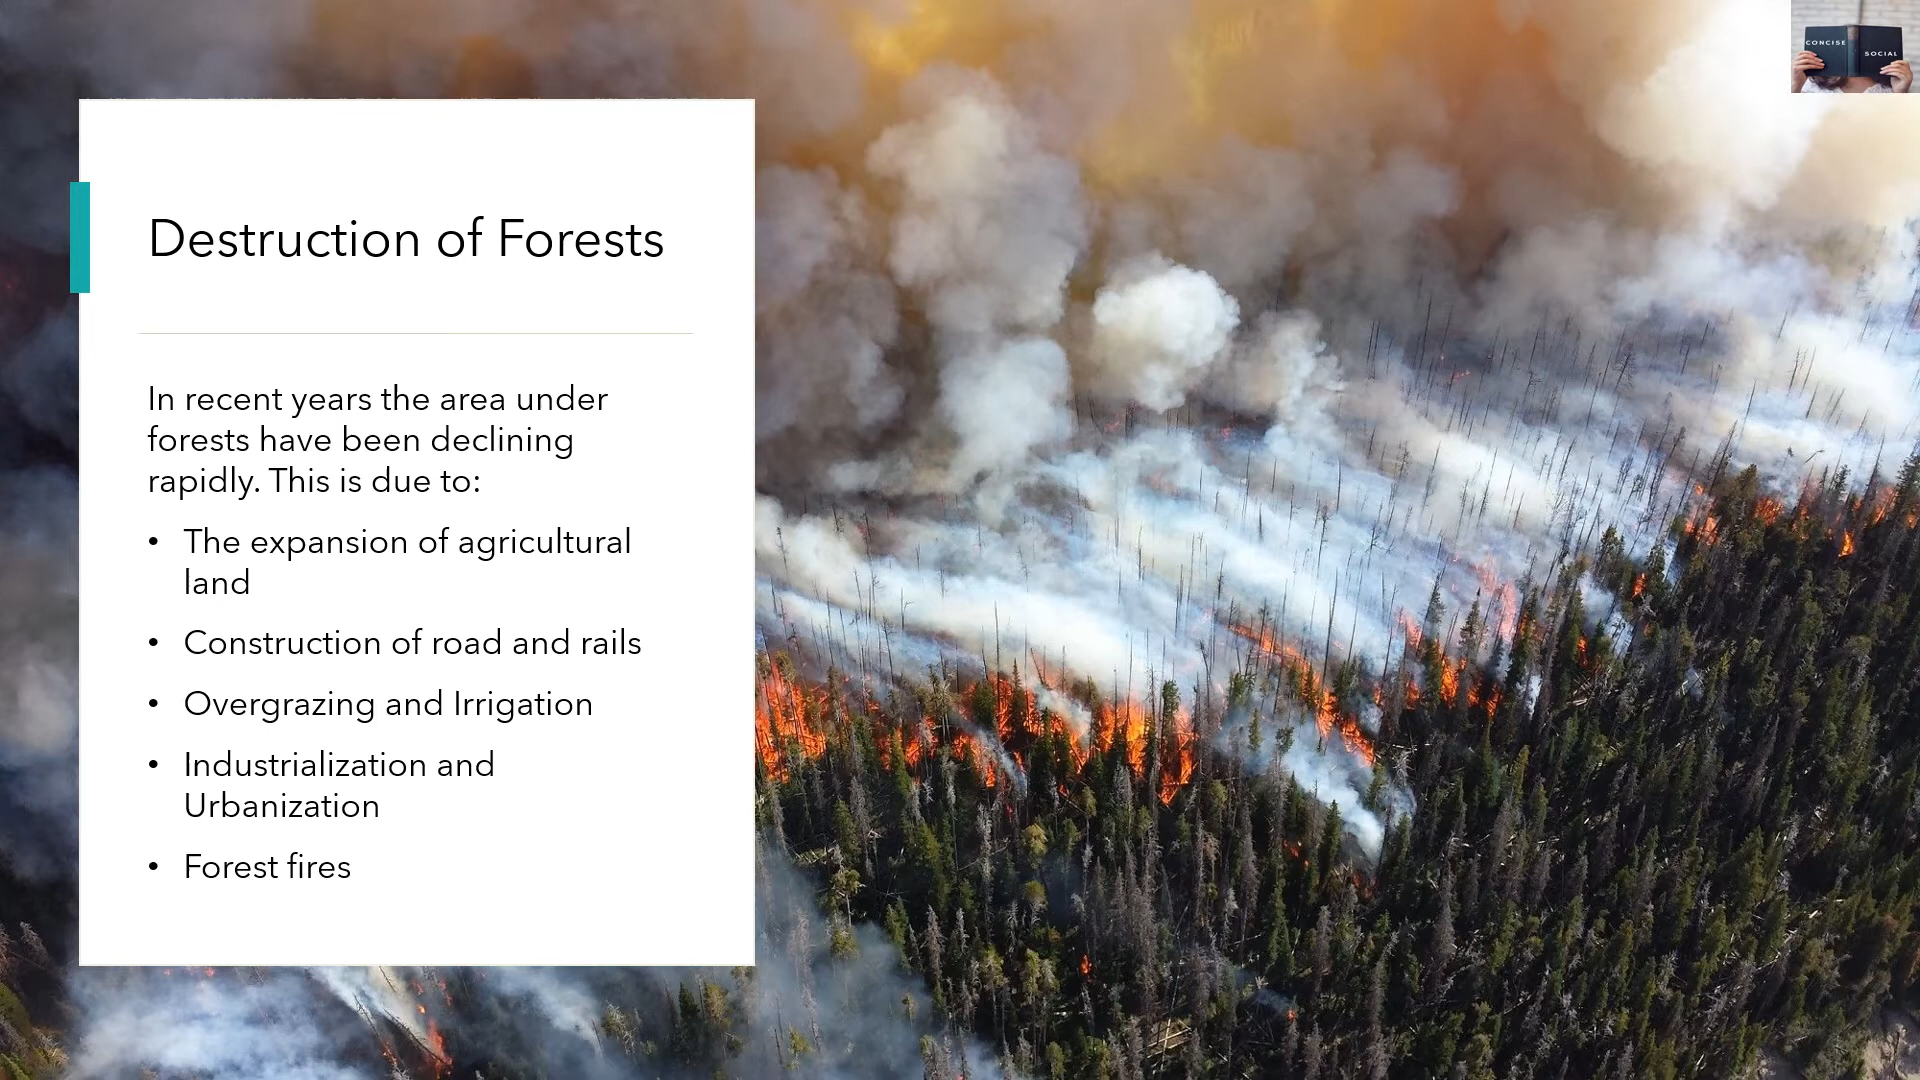 CONCISE
SOCIAL
Destruction of Forests
In recent years the area under
forests have been declining
rapidly. This is due to:
• The expansion of agricultural
land
• Construction of road and rails
• Overgrazing and Irrigation
• Industrialization and
Urbanization
• Forest fires